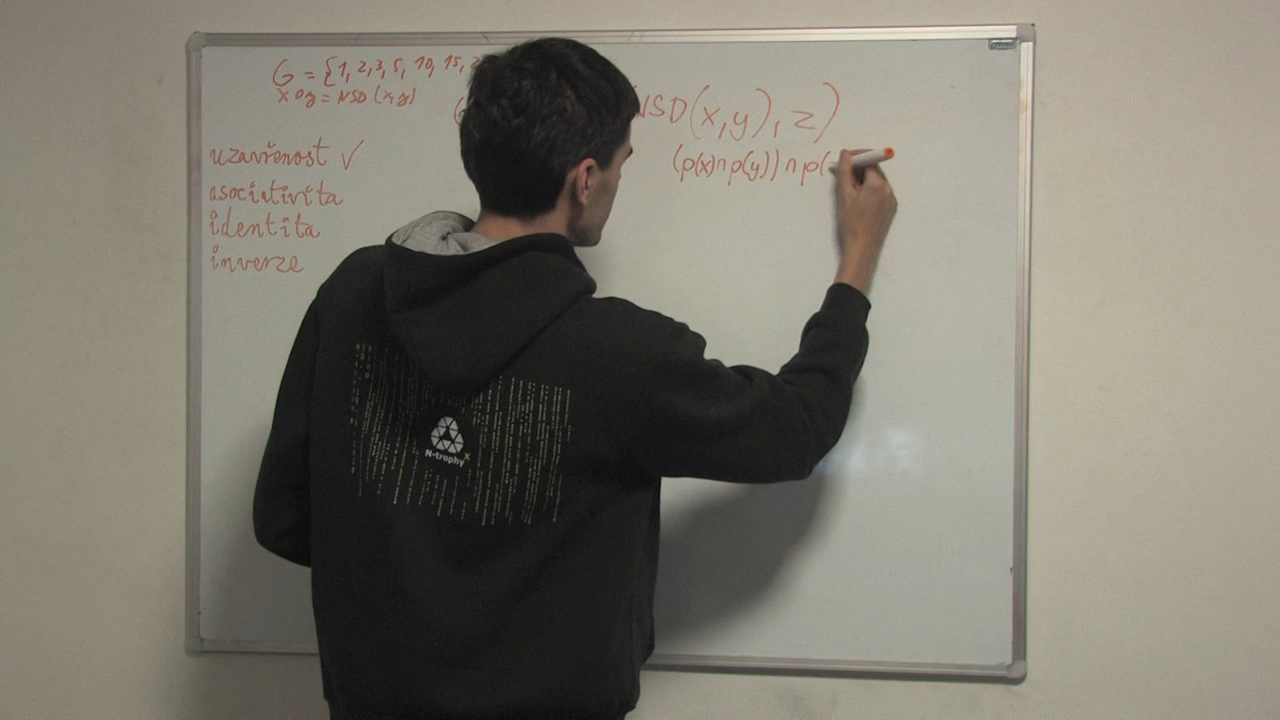 G = {1, 2, 3, 5, 10, 15,
x o y = NSD (x, y)
NSD(x,y), z)
(p(x)∩p(y)) ∩ p(
uzavřenost ✓
asociativita
identita
inverze
N-trophy X